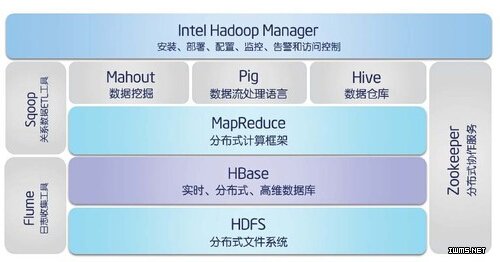 Intel Hadoop Manager
安装、部署、配置、监控、告警和访问控制
Sqoop
关系数据ETL工具
Mahout
数据挖掘
Pig
数据流处理语言
Hive
数据仓库
Zookeeper
分布式协作服务
MapReduce
分布式计算框架
Flume
日志收集工具
HBase
实时、分布式、高维数据库
HDFS
分布式文件系统
IWMS.NET